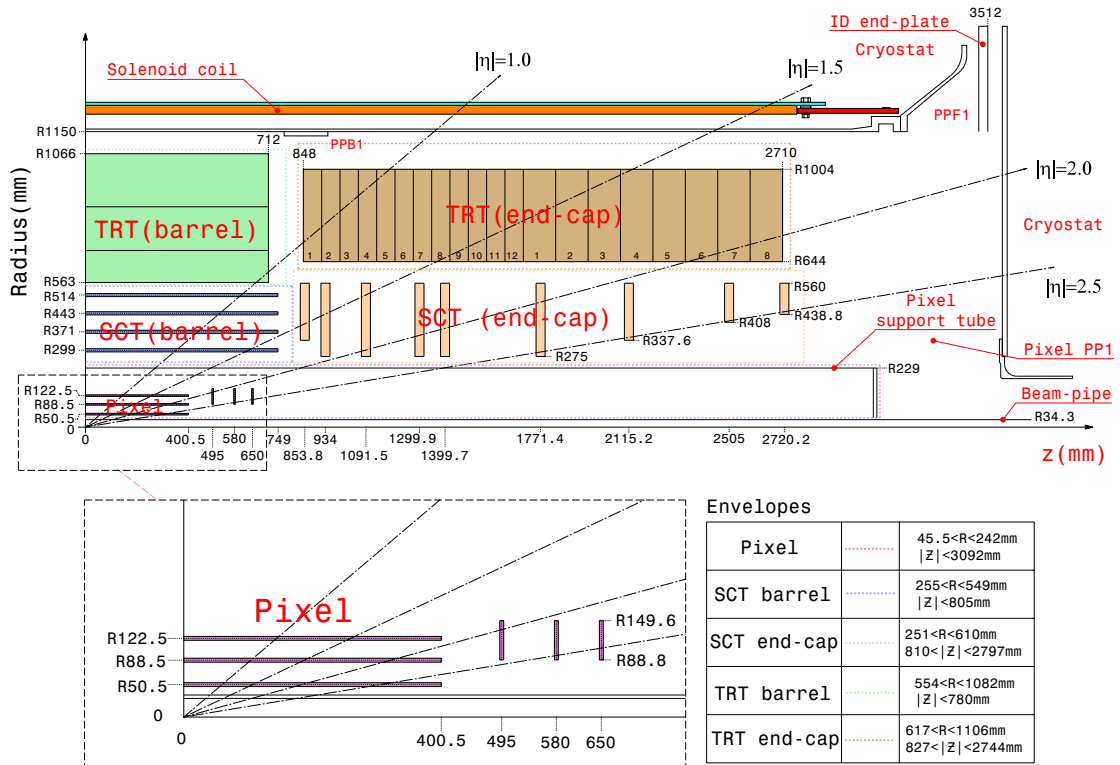 3512
ID end-plate
Cryostat
|η|=1.0
|η|=1.5
Solenoid coil
PPF1
R1150
PPB1
712
848
2710
R1066
R1004
|η|=2.0
TRT(barrel)
TRT(end-cap)
Cryostat
Radius(mm)
1 2 3 4 5 6 7 8 9 10 11 12 1 2 3 4 5 6 7 8
R644
R563
R560
|η|=2.5
R514
R443
R438.8
R408
SCT(barrel)
SCT (end-cap)
Pixel
support tube
R371
R337.6
R299
R275
Pixel PP1
R229
R122.5
R88.5
Pixel
R50.5
Beam-pipe
R34.3
0
0
400.5
580
749
934
1299.9
1771.4
2115.2
2505
2720.2
495
650
853.8
1091.5
1399.7
z(mm)
Pixel
R149.6
R122.5
R88.5
R88.8
R50.5
0
0
400.5
495
580
650
Envelopes
Pixel
45.5<R<242mm
|Z|<3092mm
SCT barrel
255<R<549mm
|Z|<805mm
SCT end-cap
251<R<610mm
810<|Z|<2797mm
TRT barrel
554<R<1082mm
|Z|<780mm
TRT end-cap
617<R<1106mm
827<|Z|<2744mm